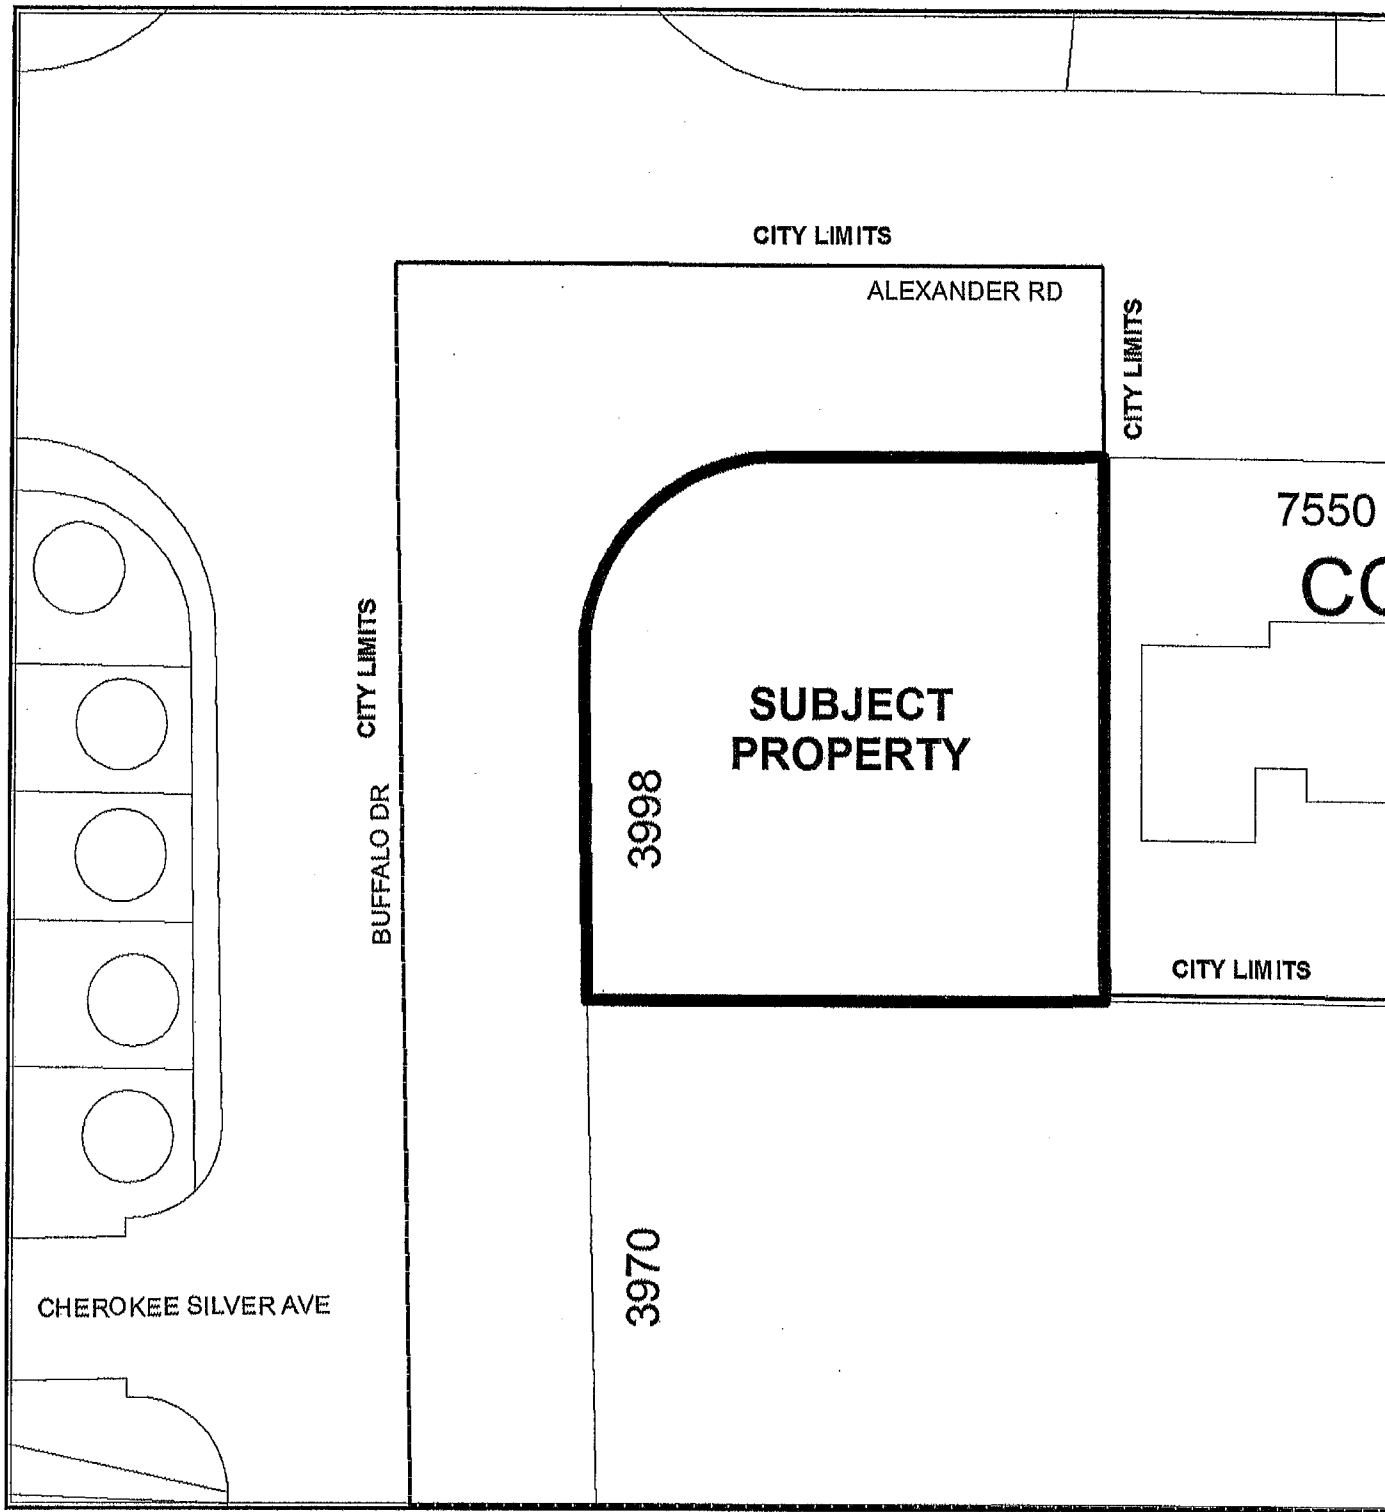 CITY LIMITS
ALEXANDER RD
CITY LIMITS
7550
CITY LIMITS
SUBJECT
PROPERTY
3998
BUFFALO DR
CITY LIMITS
3970
CHEROKEE SILVER AVE